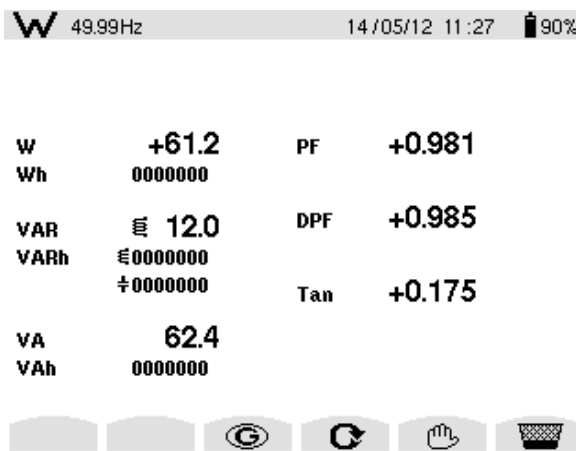 W 49.99Hz 14/05/12 11:27 90%
W +61.2 PF +0.981
Wh 0000000
VAR 12.0 DPF +0.985
VARh 0000000
0000000 Tan +0.175
VA 62.4
VAh 0000000
G